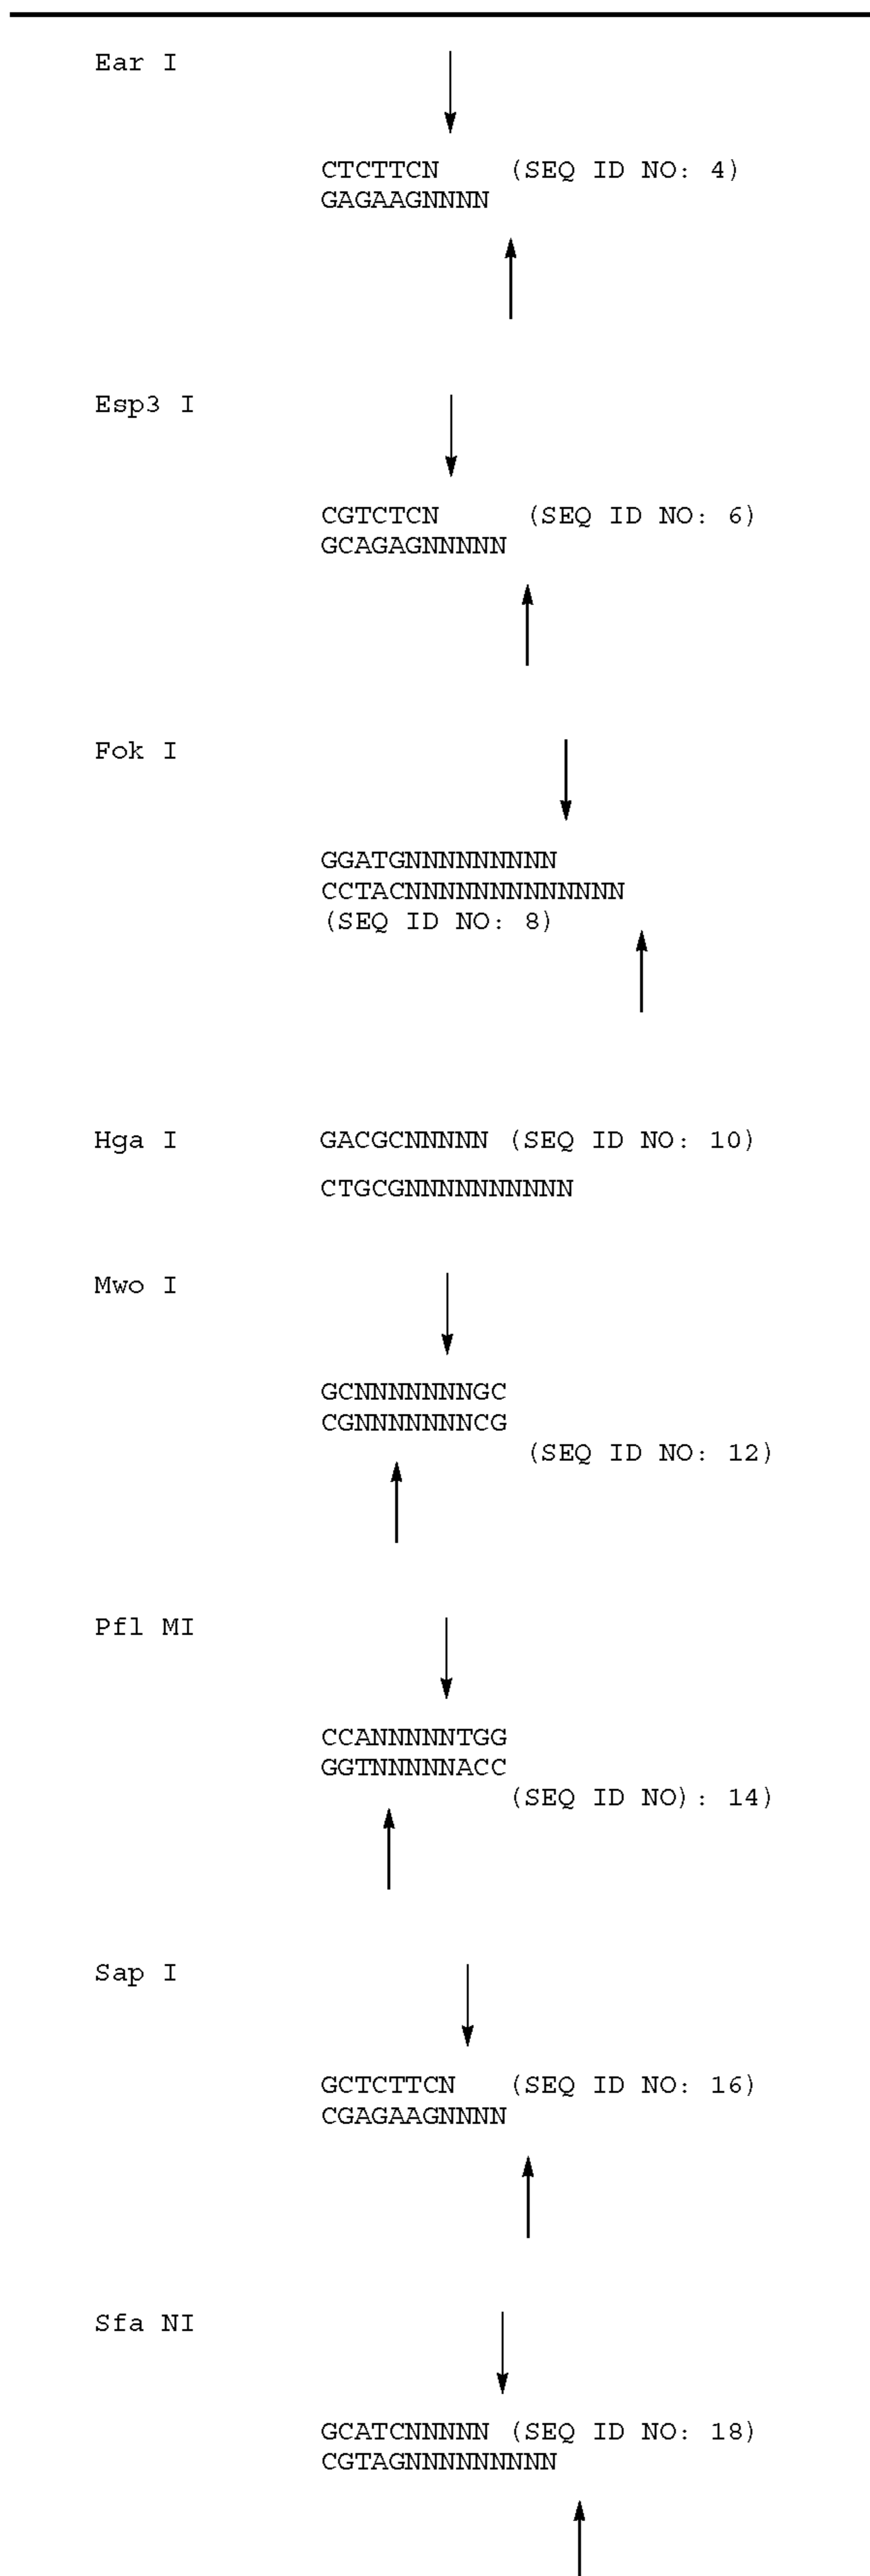 Ear I
CTCTTCN (SEQ ID NO: 4)
GAGAAGNNNN
Esp3 I
CGTCTCN (SEQ ID NO: 6)
GCAGAGNNNNN
Fok I
GGATGNNNNNNNNN
CCTACNNNNNNNNNNNNN
(SEQ ID NO: 8)
Hga I GACGCNNNNN (SEQ ID NO: 10)
CTGCGNNNNNNNNNN
Mwo I
GCNNNNNNNGC
CGNNNNNNNCG
(SEQ ID NO: 12)
Pfl MI
CCANNNNNTGG
GGTNNNNNACC
(SEQ ID NO): 14)
Sap I
GCTCTTCN (SEQ ID NO: 16)
CGAGAAGNNNN
Sfa NI
GCATCNNNNN (SEQ ID NO: 18)
CGTAGNNNNNNNNN